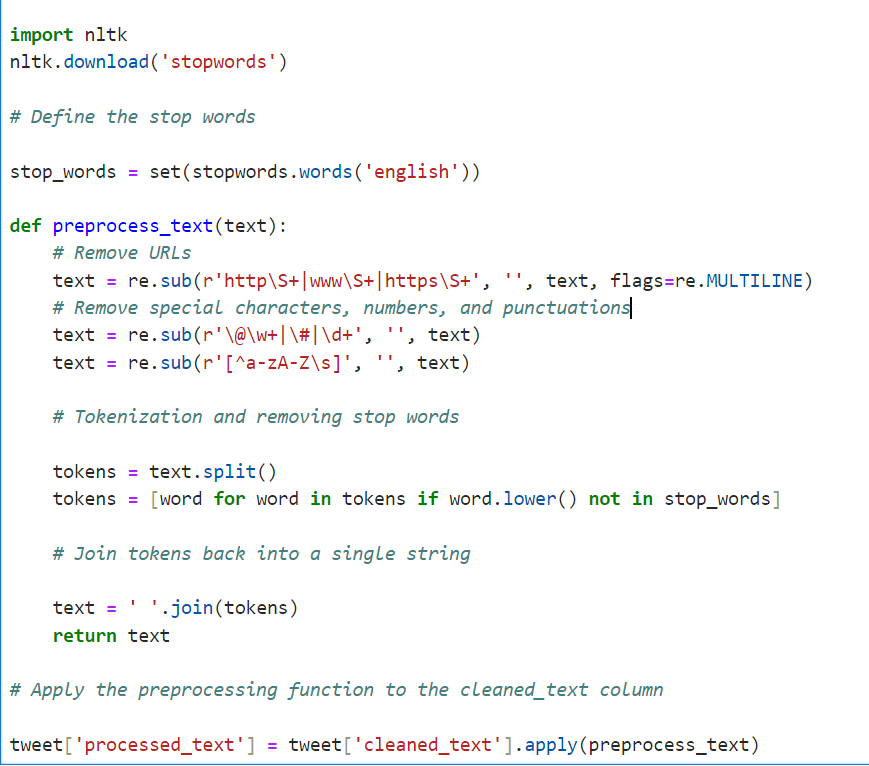 import nltk
nltk.download('stopwords')
# Define the stop words
stop_words = set(stopwords.words('english'))
def preprocess_text(text):
    # Remove URLs
    text = re.sub(r'http\S+|www\S+|https\S+', '', text, flags=re.MULTILINE)
    # Remove special characters, numbers, and punctuations
    text = re.sub(r'\@\w+|\#|\d+', '', text)
    text = re.sub(r'[^a-zA-Z\s]', '', text)
    # Tokenization and removing stop words
    tokens = text.split()
    tokens = [word for word in tokens if word.lower() not in stop_words]
    # Join tokens back into a single string
    text = ' '.join(tokens)
    return text
# Apply the preprocessing function to the cleaned_text column
tweet['processed_text'] = tweet['cleaned_text'].apply(preprocess_text)